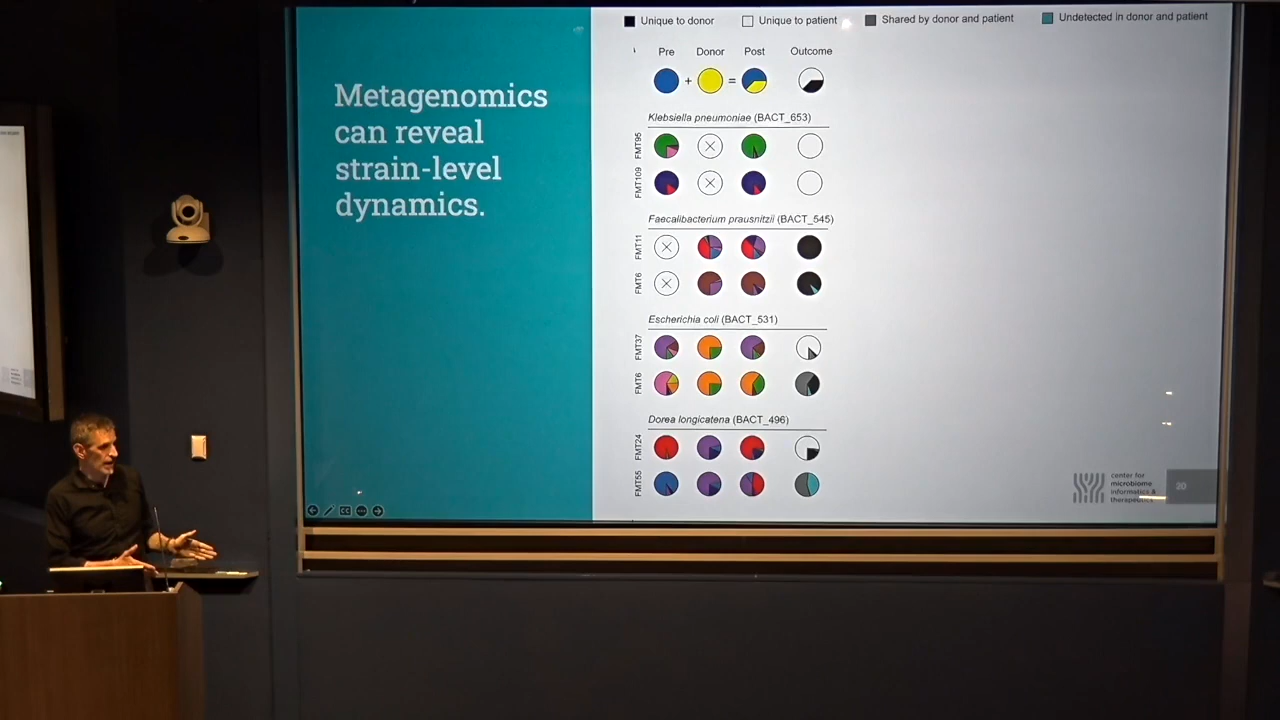 Metagenomics
can reveal
strain-level
dynamics.
Unique to donor
Unique to patient
Shared by donor and patient
Undetected in donor and patient
Pre
Donor
Post
Outcome
+
=
Klebsiella pneumoniae (BACT_653)
FMT95
FMT109
Faecalibacterium prausnitzii (BACT_545)
FMT11
FMT6
Escherichia coli (BACT_531)
FMT37
FMT6
Dorea longicatena (BACT_496)
FMT24
FMT55
center for
microbiome
informatics &
therapeutics
20
CC